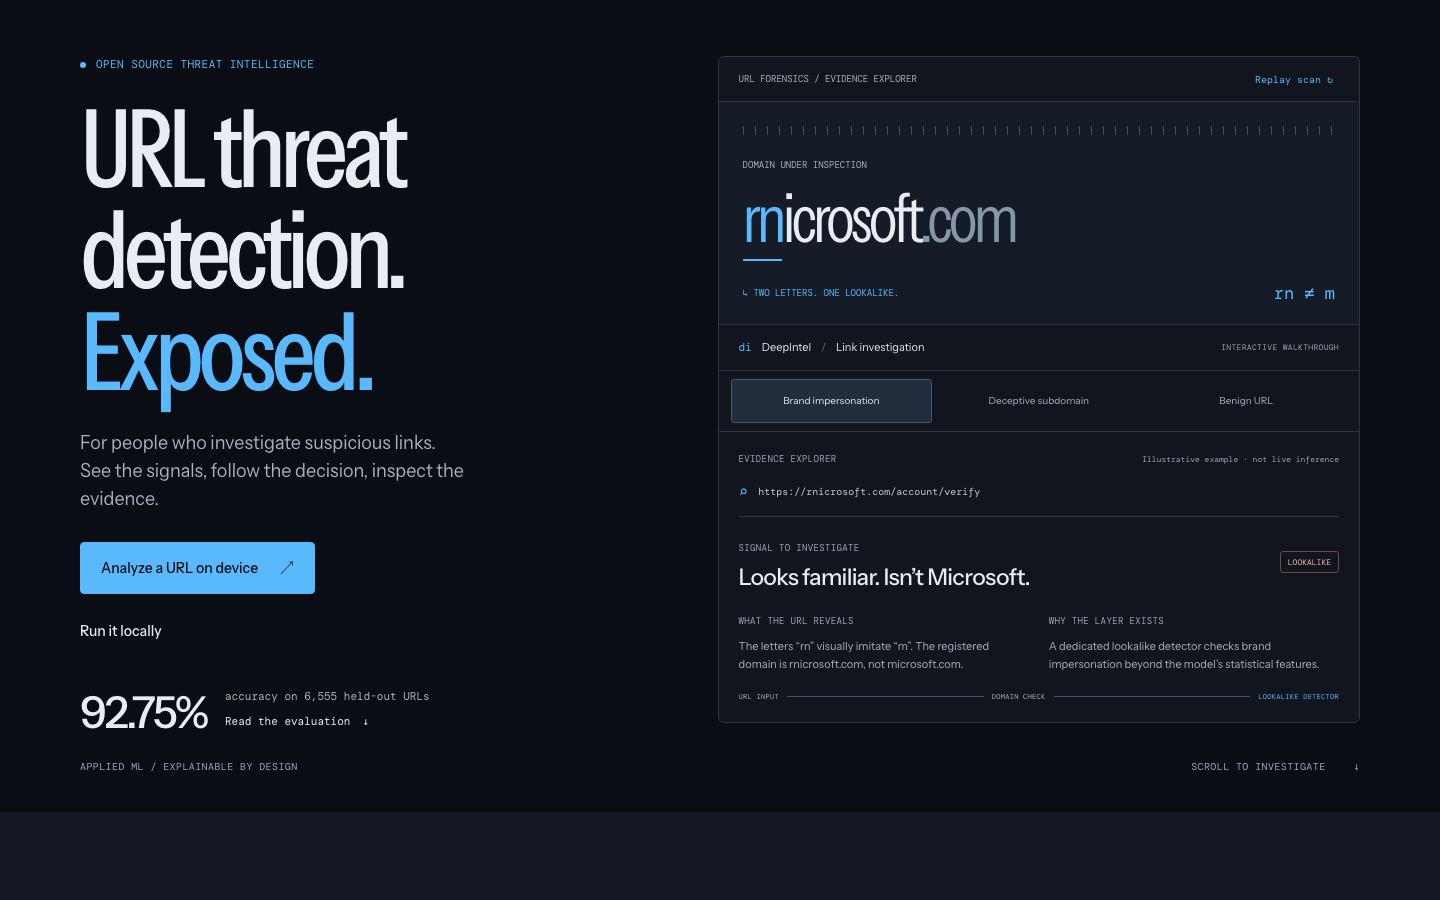 OPEN SOURCE THREAT INTELLIGENCE
URL threat
detection.
Exposed.
For people who investigate suspicious links.
See the signals, follow the decision, inspect the
evidence.
Analyze a URL on device ↗
Run it locally
92.75%
accuracy on 6,555 held-out URLs
Read the evaluation ↓
APPLIED ML / EXPLAINABLE BY DESIGN
URL FORENSICS / EVIDENCE EXPLORER
Replay scan ↻
DOMAIN UNDER INSPECTION
rnicrosoft.com
↳ TWO LETTERS. ONE LOOKALIKE.
rn ≠ m
di DeepIntel / Link investigation
INTERACTIVE WALKTHROUGH
Brand impersonation
Deceptive subdomain
Benign URL
EVIDENCE EXPLORER
Illustrative example · not live inference
⌕ https://rnicrosoft.com/account/verify
SIGNAL TO INVESTIGATE
Looks familiar. Isn’t Microsoft.
LOOKALIKE
WHAT THE URL REVEALS
The letters “rn” visually imitate “m”. The registered
domain is rnicrosoft.com, not microsoft.com.
WHY THE LAYER EXISTS
A dedicated lookalike detector checks brand
impersonation beyond the model’s statistical features.
URL INPUT
DOMAIN CHECK
LOOKALIKE DETECTOR
SCROLL TO INVESTIGATE ↓